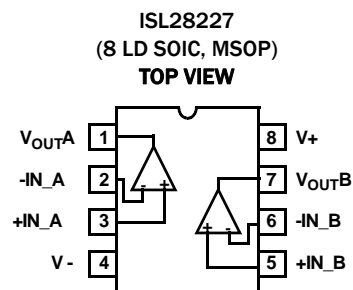 ISL28227
(8 LD SOIC, MSOP)
TOP VIEW
VOUTA 1 8 V+
-IN_A 2 7 VOUTB
- + 
+IN_A 3 6 -IN_B
+ -
V - 4 5 +IN_B